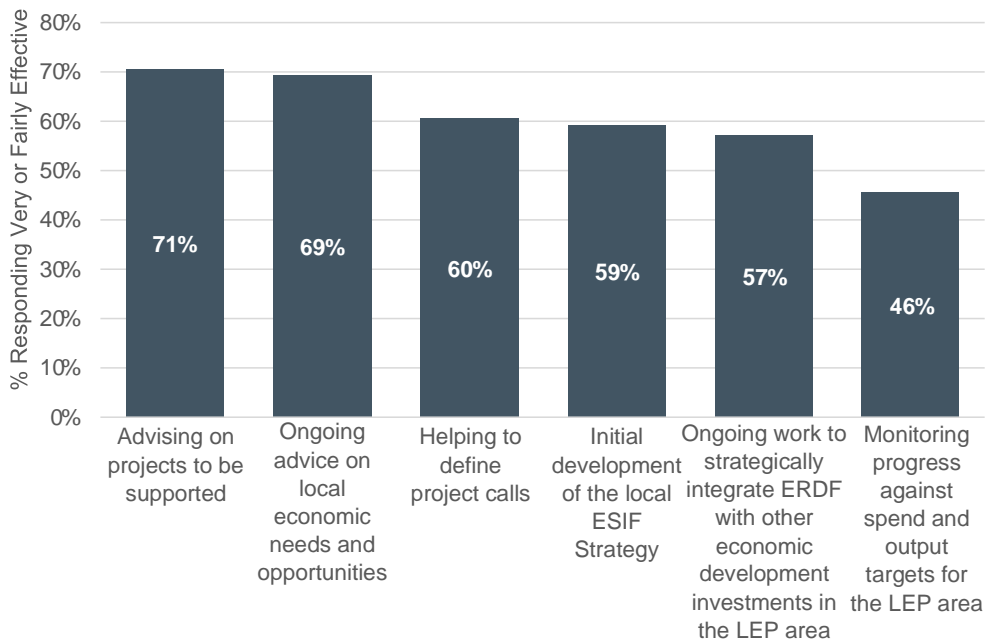 % Responding Very or Fairly Effective
80%
70%
60%
50%
40%
30%
20%
10%
0%
71%
69%
60%
59%
57%
46%
Advising on
projects to be
supported
Ongoing
advice on
local
economic
needs and
opportunities
Helping to
define
project calls
Initial
development
of the local
ESIF
Strategy
Ongoing work to
strategically
integrate ERDF
with other
economic
development
investments in
the LEP area
Monitoring
progress
against
spend and
output
targets for
the LEP area